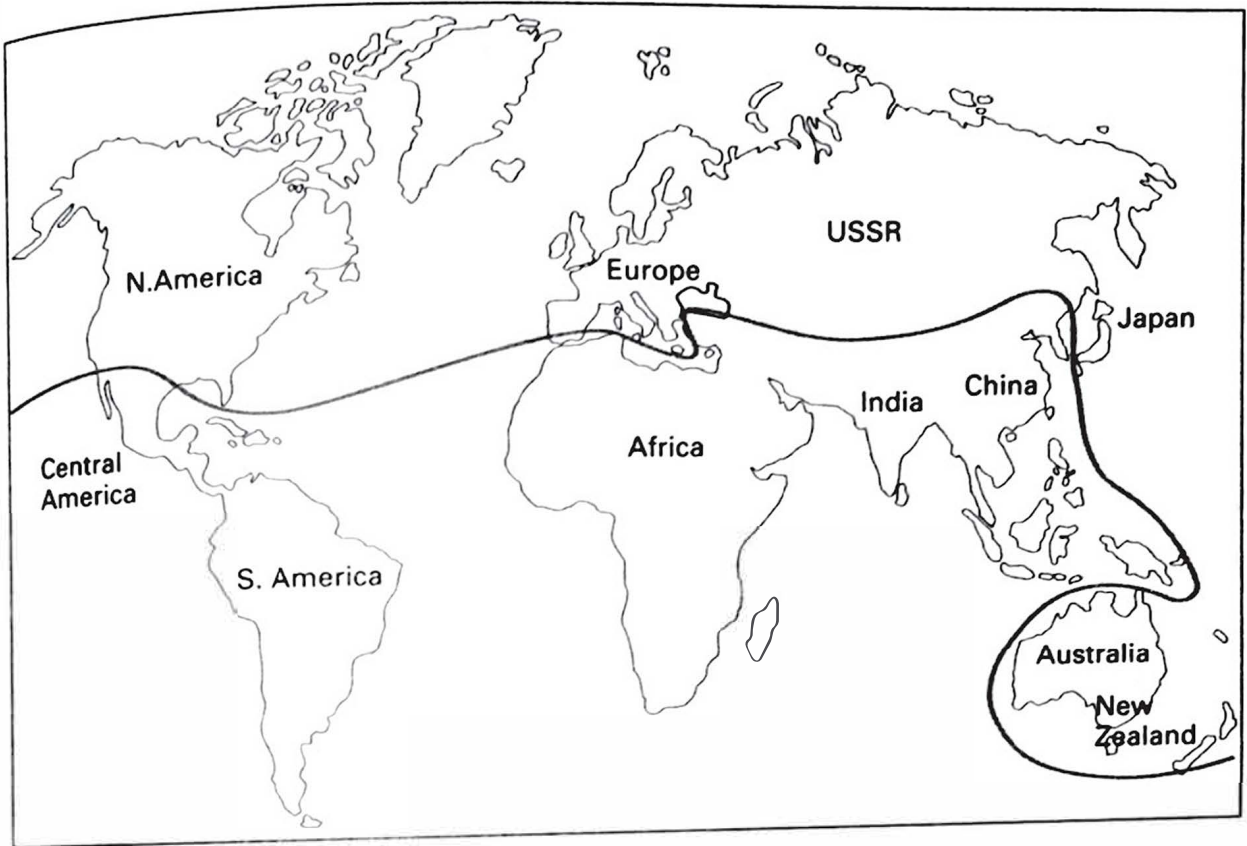 USSR
N.America
Europe
Japan
China
India
Africa
Central
America
S. America
Australia
New
Zealand